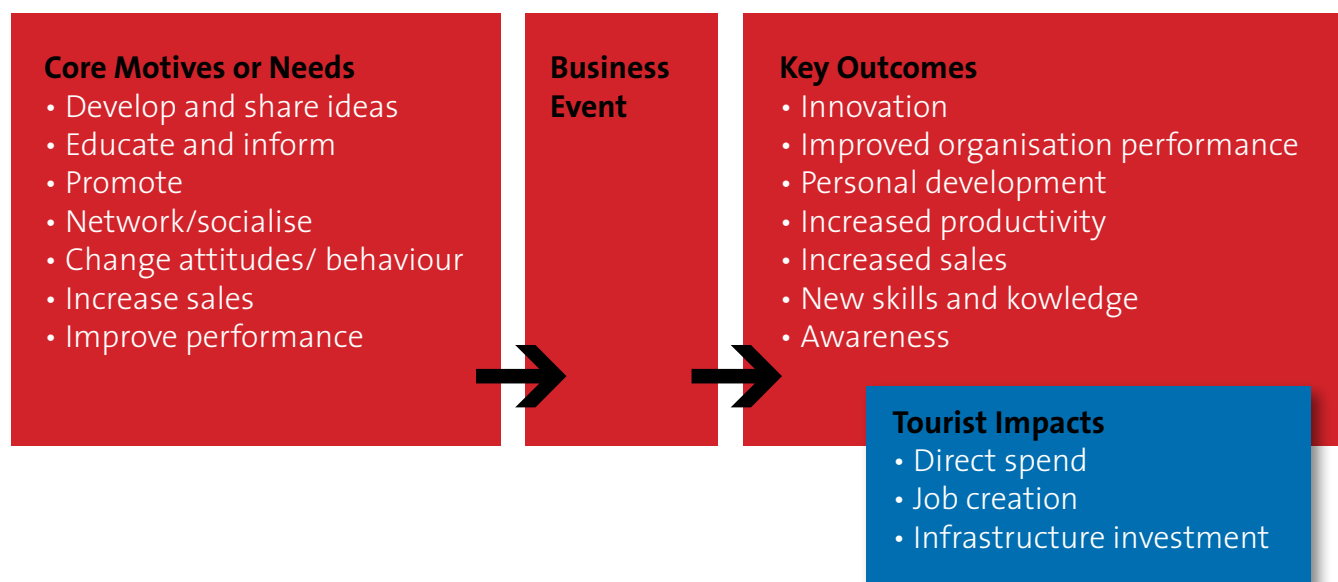 Core Motives or Needs
• Develop and share ideas
• Educate and inform
• Promote
• Network/socialise
• Change attitudes/ behaviour
• Increase sales
• Improve performance
Business
Event
Key Outcomes
• Innovation
• Improved organisation performance
• Personal development
• Increased productivity
• Increased sales
• New skills and kowledge
• Awareness
Tourist Impacts
• Direct spend
• Job creation
• Infrastructure investment